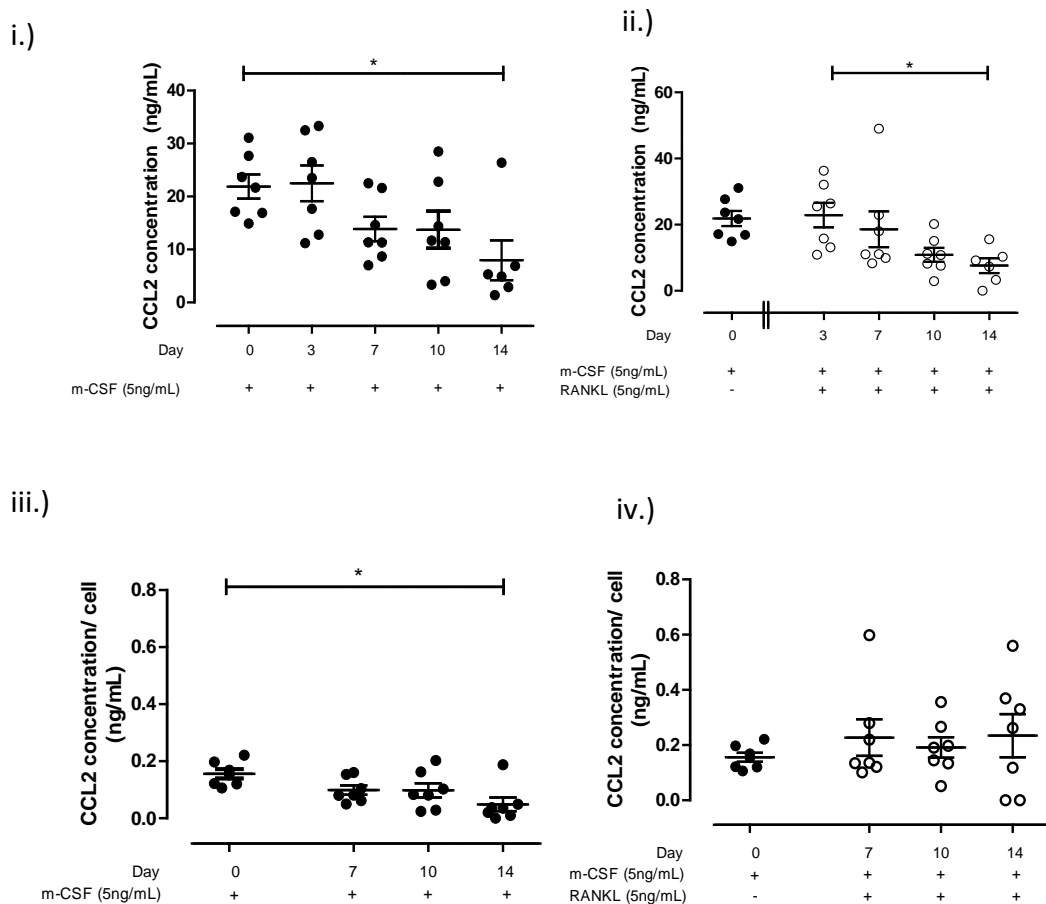 i.)
*
CCL2 concentration (ng/mL)
40
30
20
10
0
Day 0 3 7 10 14
m-CSF (5ng/mL) + + + + +
ii.)
*
CCL2 concentration (ng/mL)
60
40
20
0
Day 0 3 7 10 14
m-CSF (5ng/mL) + + + + +
RANKL (5ng/mL) - + + + +
iii.)
*
CCL2 concentration/ cell
(ng/mL)
0.8
0.6
0.4
0.2
0.0
Day 0 7 10 14
m-CSF (5ng/mL) + + + +
iv.)
CCL2 concentration/ cell
(ng/mL)
0.8
0.6
0.4
0.2
0.0
Day 0 7 10 14
m-CSF (5ng/mL) + + + +
RANKL (5ng/mL) - + + +